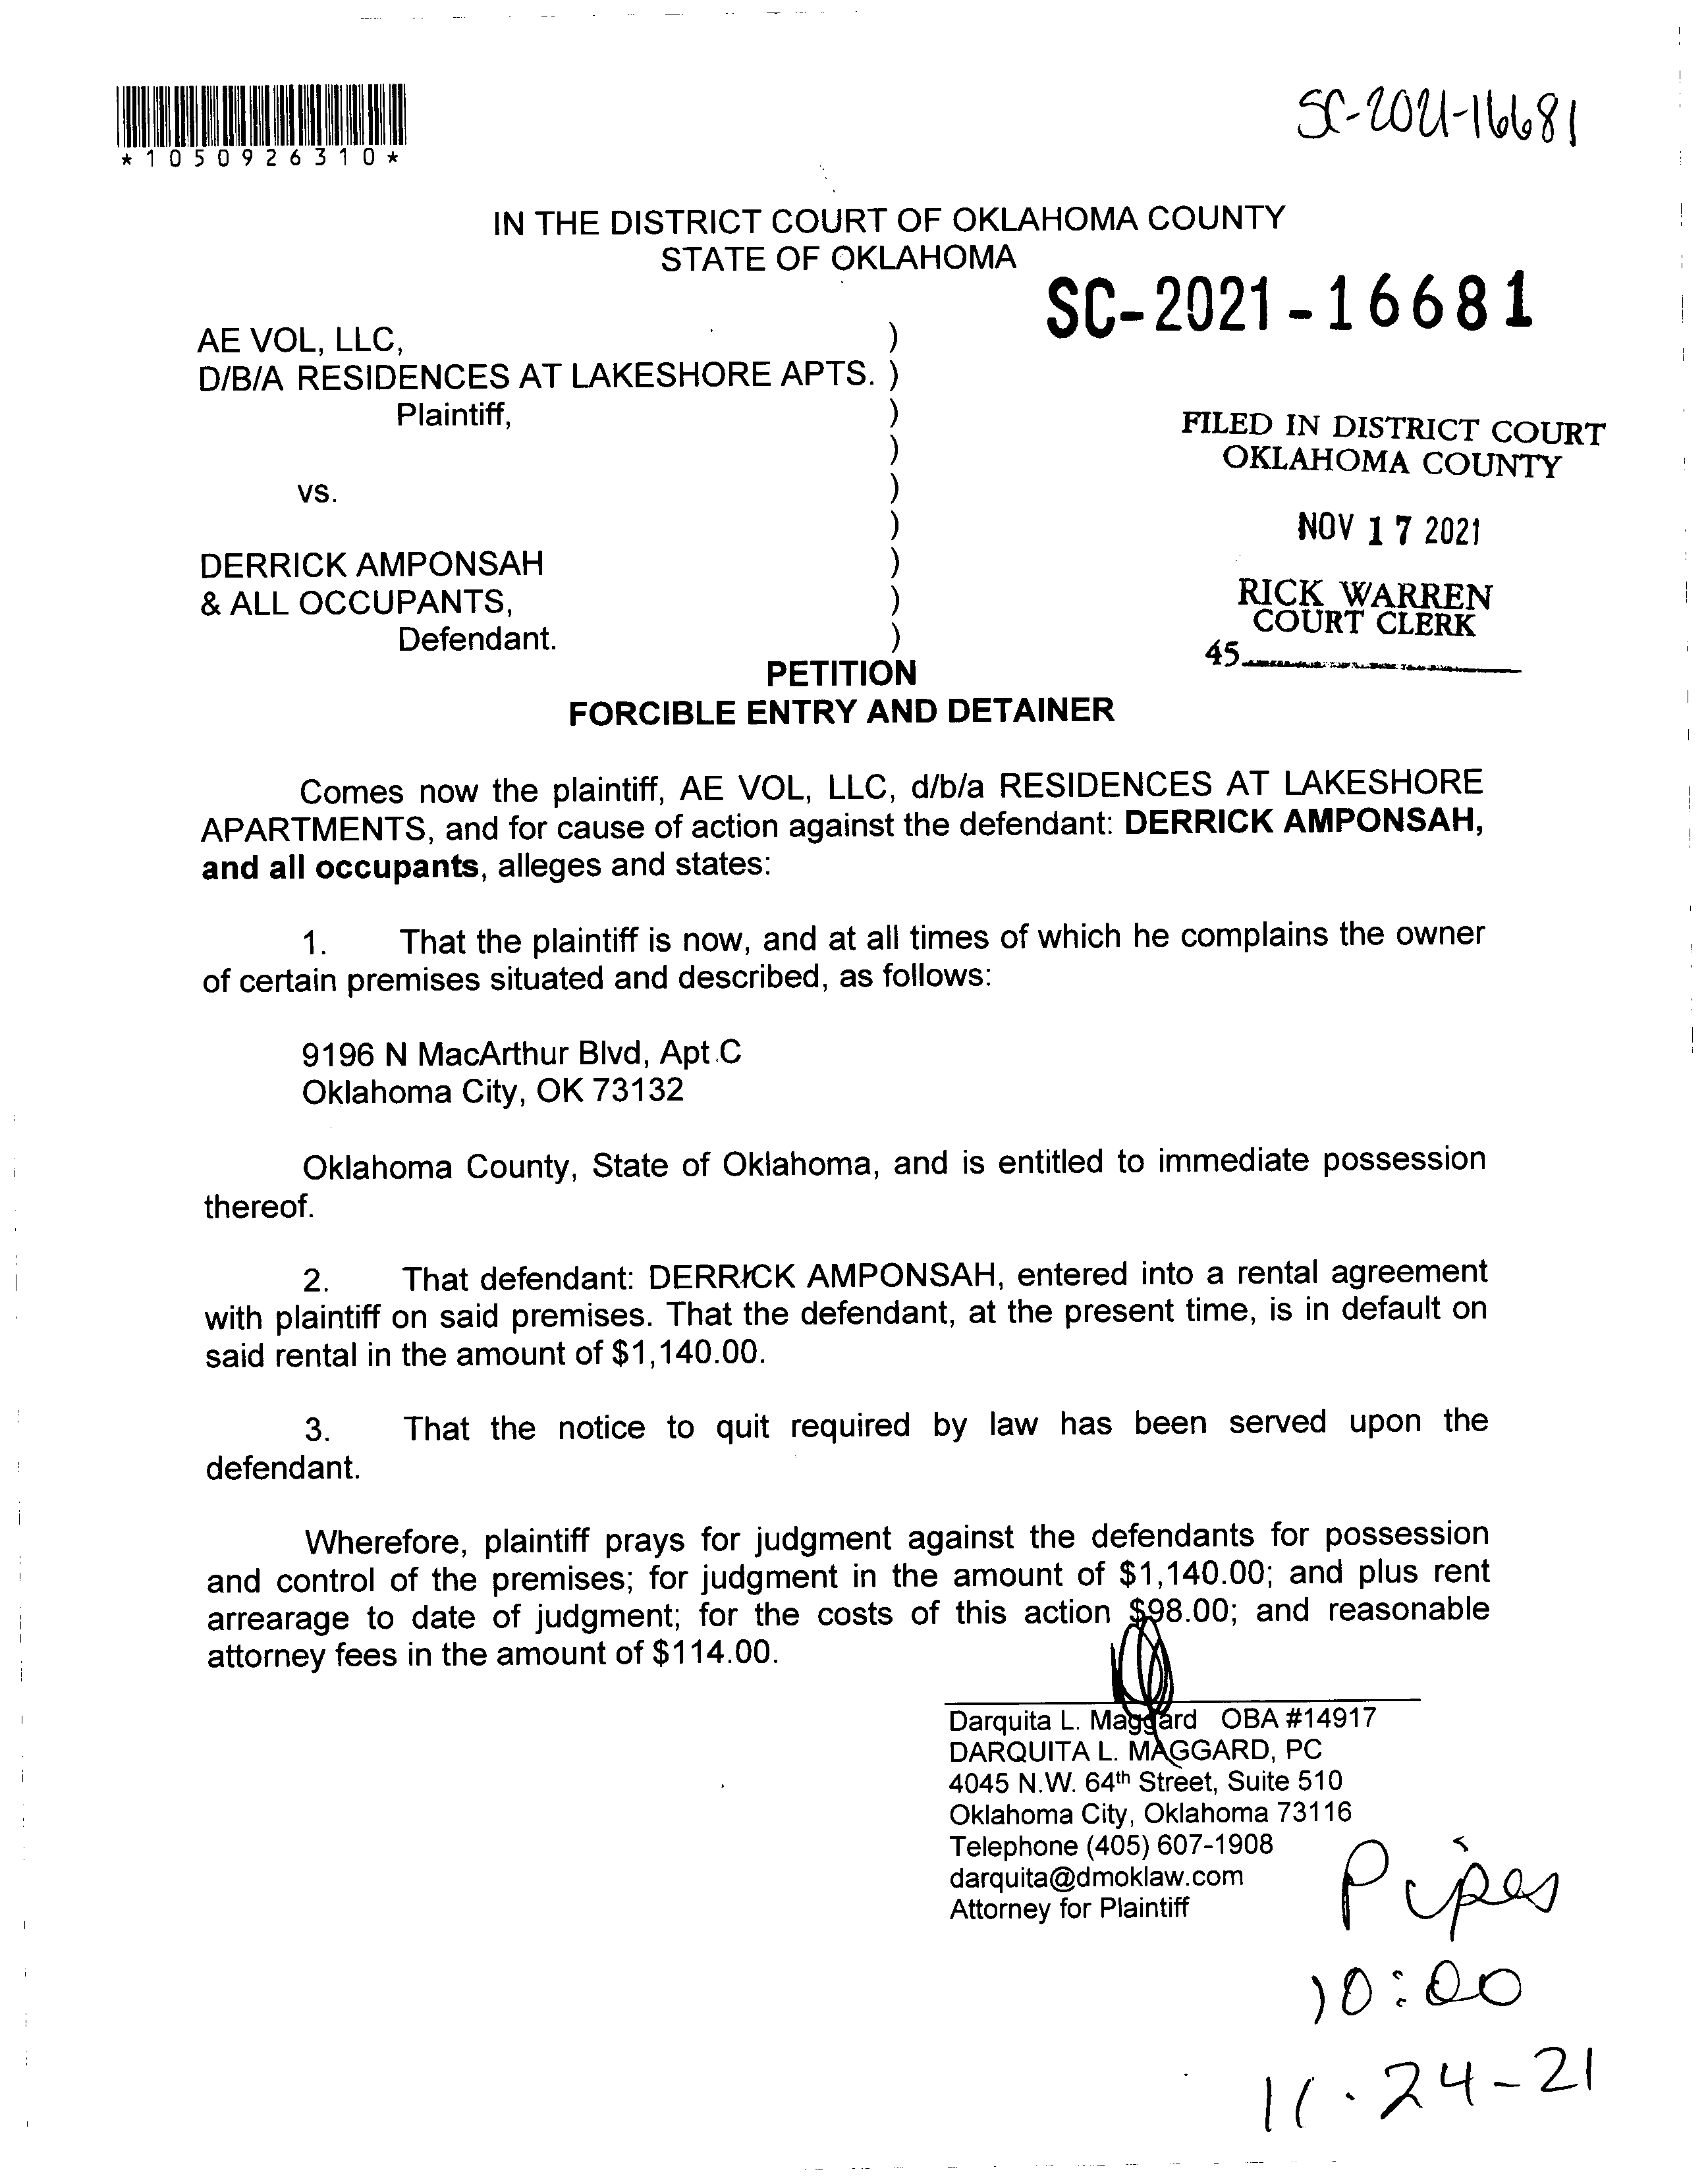 *1050926310*
SC-2021-16681
IN THE DISTRICT COURT OF OKLAHOMA COUNTY
STATE OF OKLAHOMA
SC-2021-16681
AE VOL, LLC, )
D/B/A RESIDENCES AT LAKESHORE APTS. )
Plaintiff, )
)
vs. )
)
DERRICK AMPONSAH )
& ALL OCCUPANTS, )
Defendant. )
FILED IN DISTRICT COURT
OKLAHOMA COUNTY
NOV 17 2021
RICK WARREN
COURT CLERK
45
PETITION
FORCIBLE ENTRY AND DETAINER
Comes now the plaintiff, AE VOL, LLC, d/b/a RESIDENCES AT LAKESHORE
APARTMENTS, and for cause of action against the defendant: DERRICK AMPONSAH,
and all occupants, alleges and states:
1. That the plaintiff is now, and at all times of which he complains the owner
of certain premises situated and described, as follows:
9196 N MacArthur Blvd, Apt C
Oklahoma City, OK 73132
Oklahoma County, State of Oklahoma, and is entitled to immediate possession
thereof.
2. That defendant: DERRICK AMPONSAH, entered into a rental agreement
with plaintiff on said premises. That the defendant, at the present time, is in default on
said rental in the amount of $1,140.00.
3. That the notice to quit required by law has been served upon the
defendant.
Wherefore, plaintiff prays for judgment against the defendants for possession
and control of the premises; for judgment in the amount of $1,140.00; and plus rent
arrearage to date of judgment; for the costs of this action $98.00; and reasonable
attorney fees in the amount of $114.00.
Darquita L. Maggard OBA #14917
DARQUITA L. MAGGARD, PC
4045 N.W. 64th Street, Suite 510
Oklahoma City, Oklahoma 73116
Telephone (405) 607-1908
darquita@dmoklaw.com
Attorney for Plaintiff
Pipes
10:00
11-24-21